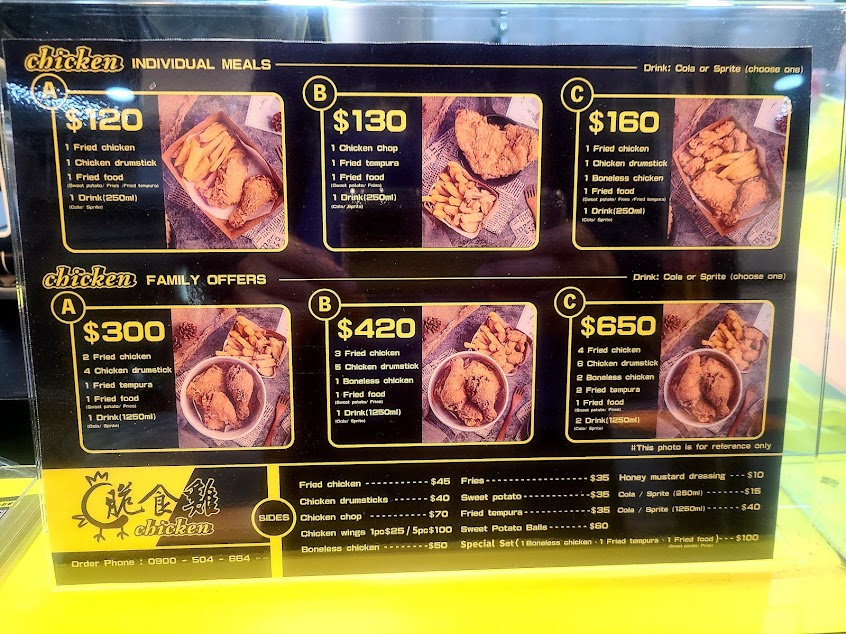 chicken INDIVIDUAL MEALS
Drink: Cola or Sprite (choose one)
A
$120
1 Fried chicken
1 Chicken drumstick
1 Fried food
(Sweet potato/ Fries /Fried tempura)
1 Drink(250ml)
(Cola/ Sprite)
B
$130
1 Chicken Chop
1 Fried tempura
1 Fried food
(Sweet potato/ Fries)
1 Drink(250ml)
(Cola/ Sprite)
C
$160
1 Fried chicken
1 Chicken drumstick
1 Boneless chicken
1 Fried food
(Sweet potato/ Fries /Fried tempura)
1 Drink(250ml)
(Cola/ Sprite)
chicken FAMILY OFFERS
Drink: Cola or Sprite (choose one)
A
$300
2 Fried chicken
4 Chicken drumstick
1 Fried tempura
1 Fried food
(Sweet potato/ Fries)
1 Drink(1250ml)
(Cola/ Sprite)
B
$420
3 Fried chicken
5 Chicken drumstick
1 Boneless chicken
1 Fried food
(Sweet potato/ Fries)
1 Drink(1250ml)
(Cola/ Sprite)
C
$650
4 Fried chicken
6 Chicken drumstick
2 Boneless chicken
2 Fried tempura
1 Fried food
(Sweet potato/ Fries)
2 Drink(1250ml)
(Cola/ Sprite)
#This photo is for referance only
脆食雞
chicken
Order Phone : 0900 - 504 - 664
SIDES
Fried chicken ------------ $45
Chicken drumsticks ------- $40
Chicken chop ------------- $70
Chicken wings 1pc$25 / 5pc$100
Boneless chicken --------- $50
Fries -------------------- $35
Sweet potato ------------- $35
Fried tempura ------------ $35
Sweet Potato Balls ------- $60
Honey mustard dressing --- $10
Cola / Sprite (250ml) ---- $15
Cola / Sprite (1250ml) --- $40
Special Set(1 Boneless chicken、1 Fried tempura、1 Fried food)--- $100
(Sweet potato/ Fries)